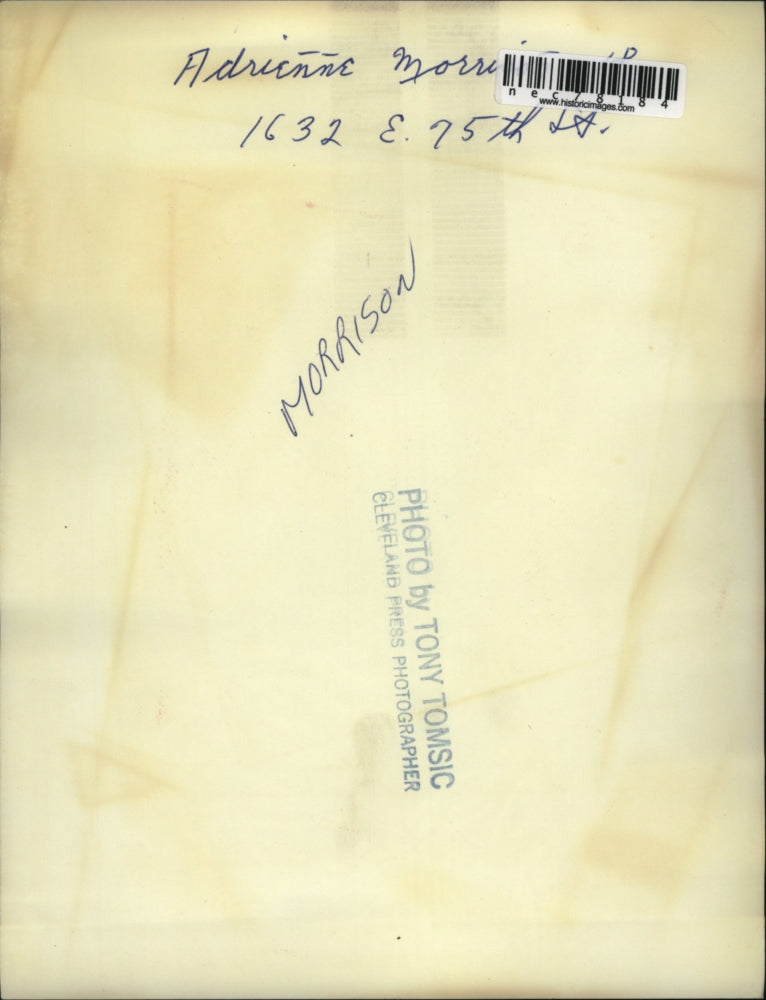 Adrienne Morri
nec78184
www.historicimages.com
1632 E. 75th St.
MORRISON
PHOTO by TONY TOMSIC
CLEVELAND PRESS PHOTOGRAPHER